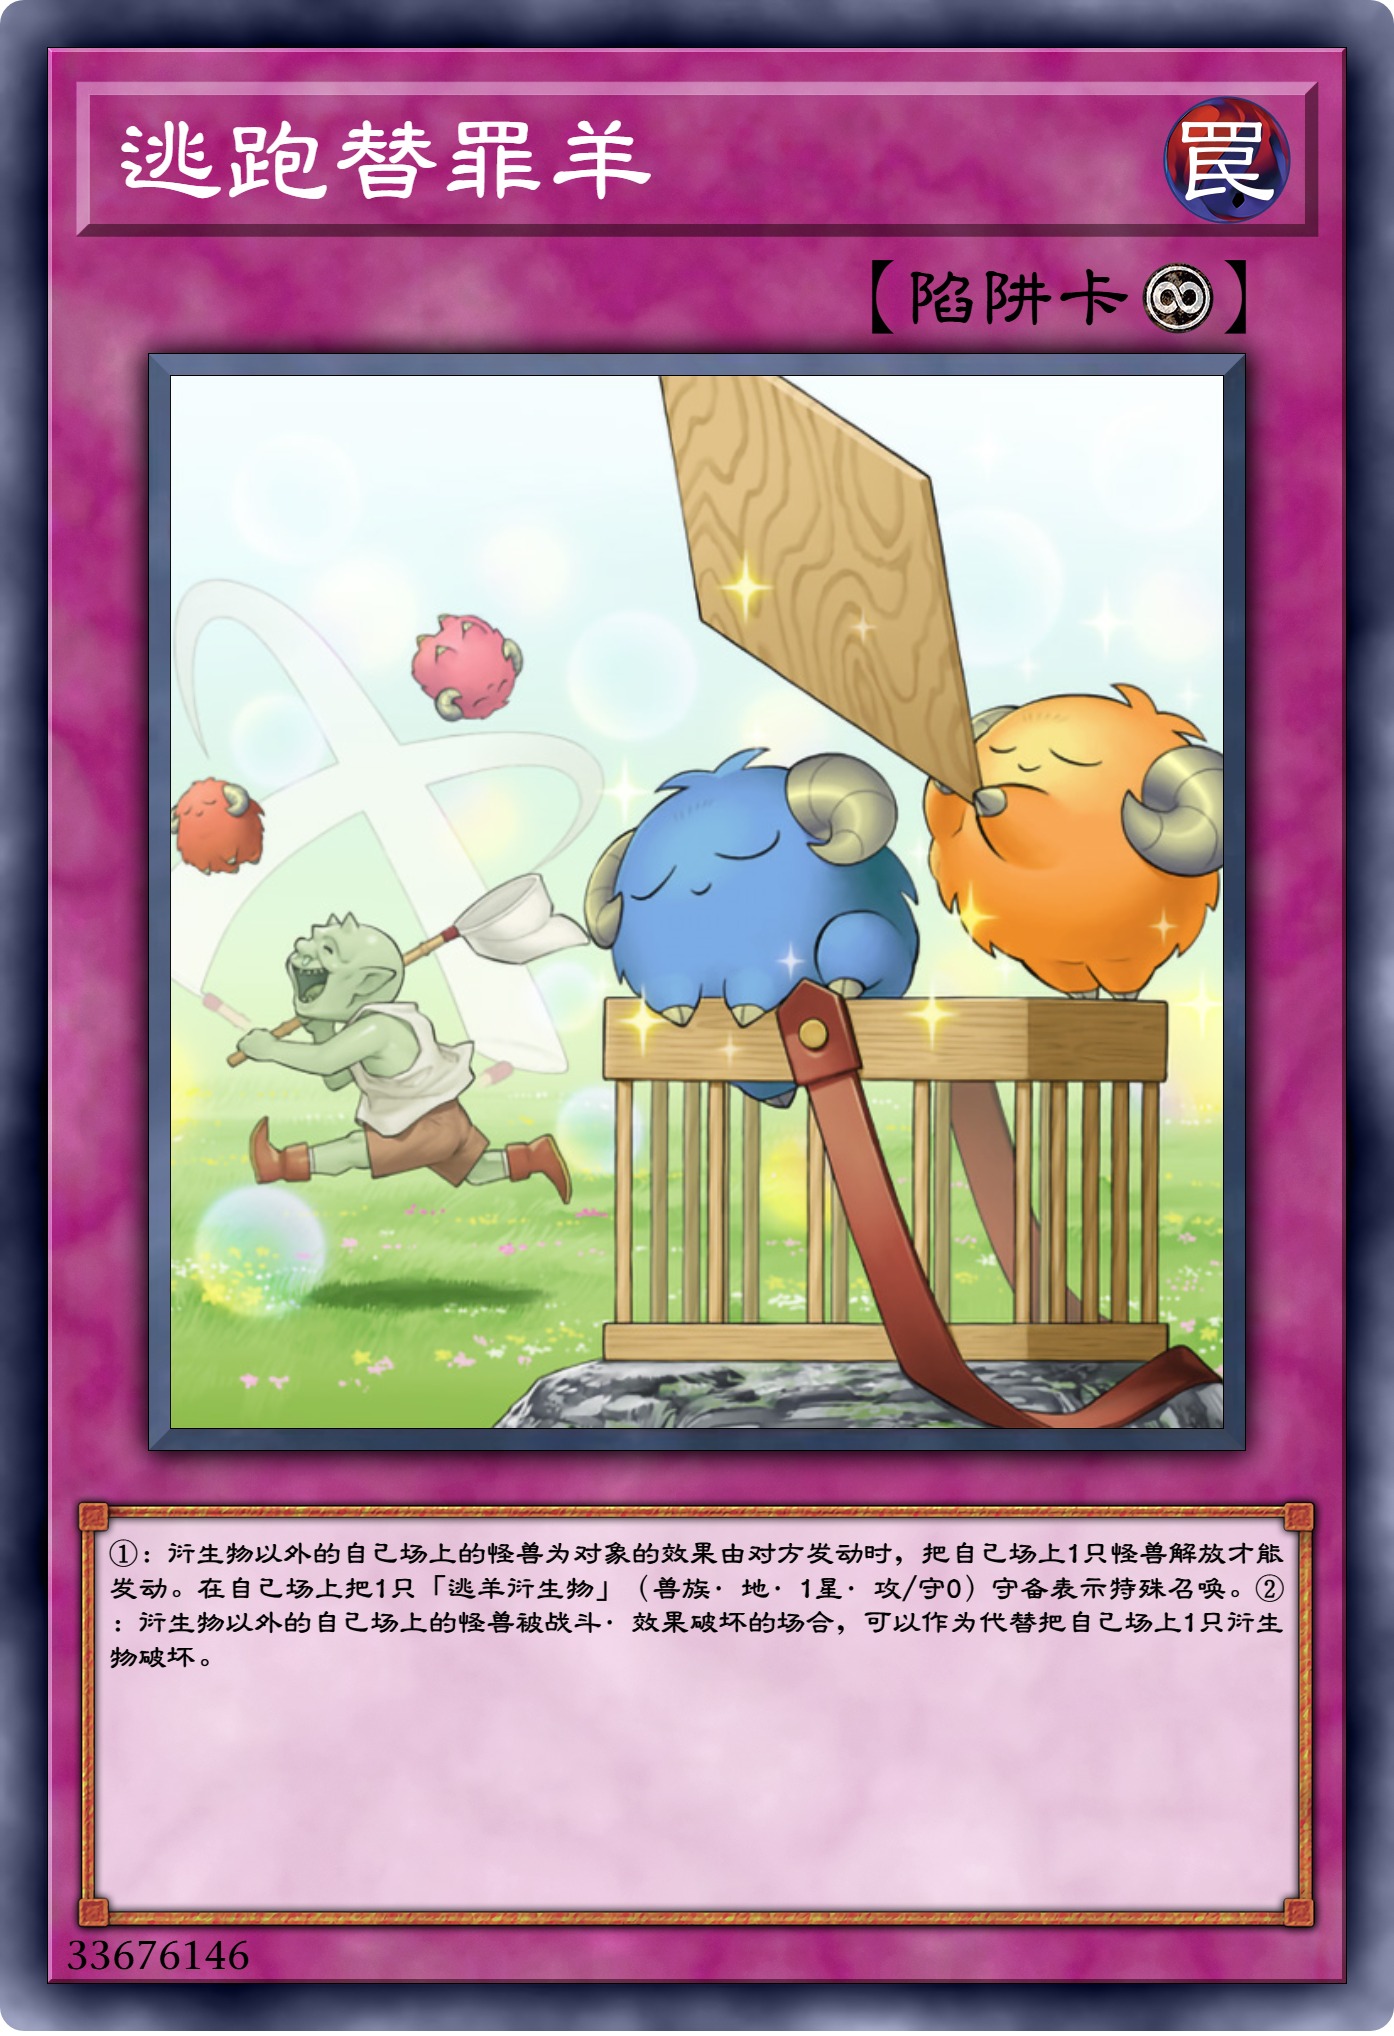 逃跑替罪羊
罠
【陷阱卡】
①：衍生物以外的自己场上的怪兽为对象的效果由对方发动时，把自己场上1只怪兽解放才能
发动。在自己场上把1只「逃羊衍生物」（兽族·地·1星·攻/守0）守备表示特殊召唤。②
：衍生物以外的自己场上的怪兽被战斗·效果破坏的场合，可以作为代替把自己场上1只衍生
物破坏。
33676146